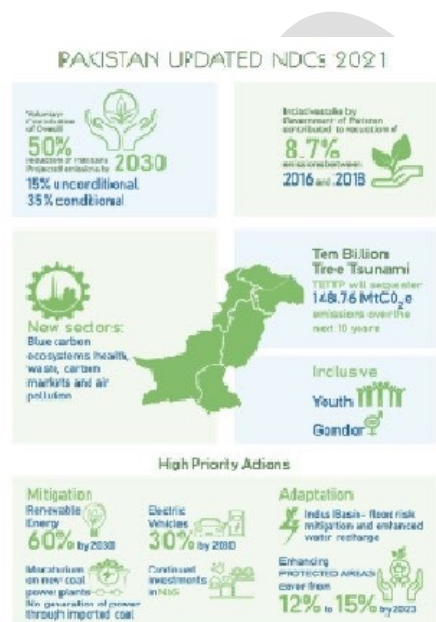 PAKISTAN UPDATED NDCs 2021
Voluntary
Contribution
of Overall
50%
reduction of Pakistan's
Projected emissions by 2030
15% unconditional
35% conditional
Initiatives take by
Government of Pakistan
contributed to reduction of
8.7%
emissions between
2016 and 2018
New sectors:
Blue carbon
ecosystems health,
waste, carbon
markets and air
pollution
Ten Billion
Tree Tsunami
TBTTP will sequester
148.76 MtCO₂e
emissions over the
next 10 years
Inclusive
Youth
Gender
High Priority Actions
Mitigation
Renewable
Energy
60% by 2030
Electric
Vehicles
30% by 2030
Moratorium
on new coal
power plants
No generation of power
through imported coal
Continued
investments
in NbS
Adaptation
Indus Basin - flood risk
mitigation and enhanced
water recharge
Enhancing
PROTECTED AREAS
cover from
12% to 15% by 2023